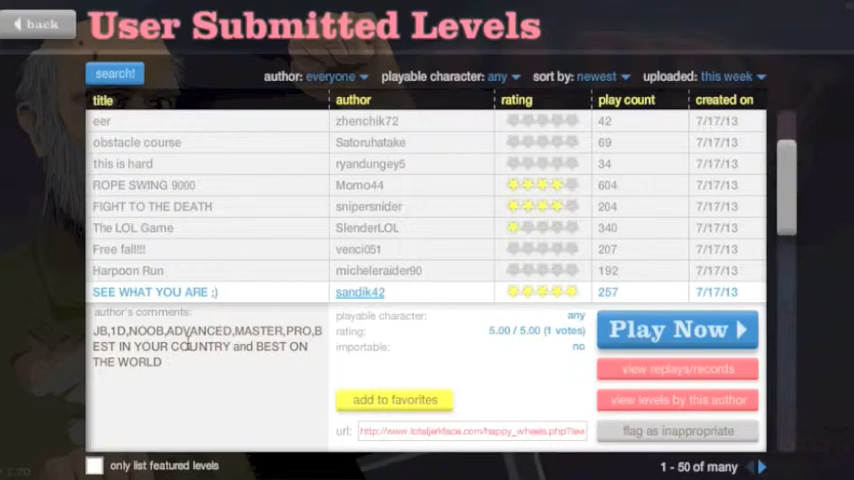 back
User Submitted Levels
search!
author: everyone playable character: any sort by: newest uploaded: this week
title author rating play count created on
eer zhenchik72 42 7/17/13
obstacle course Satoruhatake 69 7/17/13
this is hard ryandungey5 34 7/17/13
ROPE SWING 9000 Momo44 604 7/17/13
FIGHT TO THE DEATH snipersnider 204 7/17/13
The LOL Game SlenderLOL 340 7/17/13
Free fall!!! venci051 207 7/17/13
Harpoon Run micheleraider90 192 7/17/13
SEE WHAT YOU ARE ;) sandik42 257 7/17/13
author's comments:
JB,1D,NOOB,ADVANCED,MASTER,PRO,B
EST IN YOUR COUNTRY and BEST ON
THE WORLD
playable character: any
rating: 5.00 / 5.00 (1 votes)
importable: no
add to favorites
url: http://www.totaljerkface.com/happy_wheels.php?lev
Play Now
view replays/records
view levels by this author
flag as inappropriate
only list featured levels
1 - 50 of many